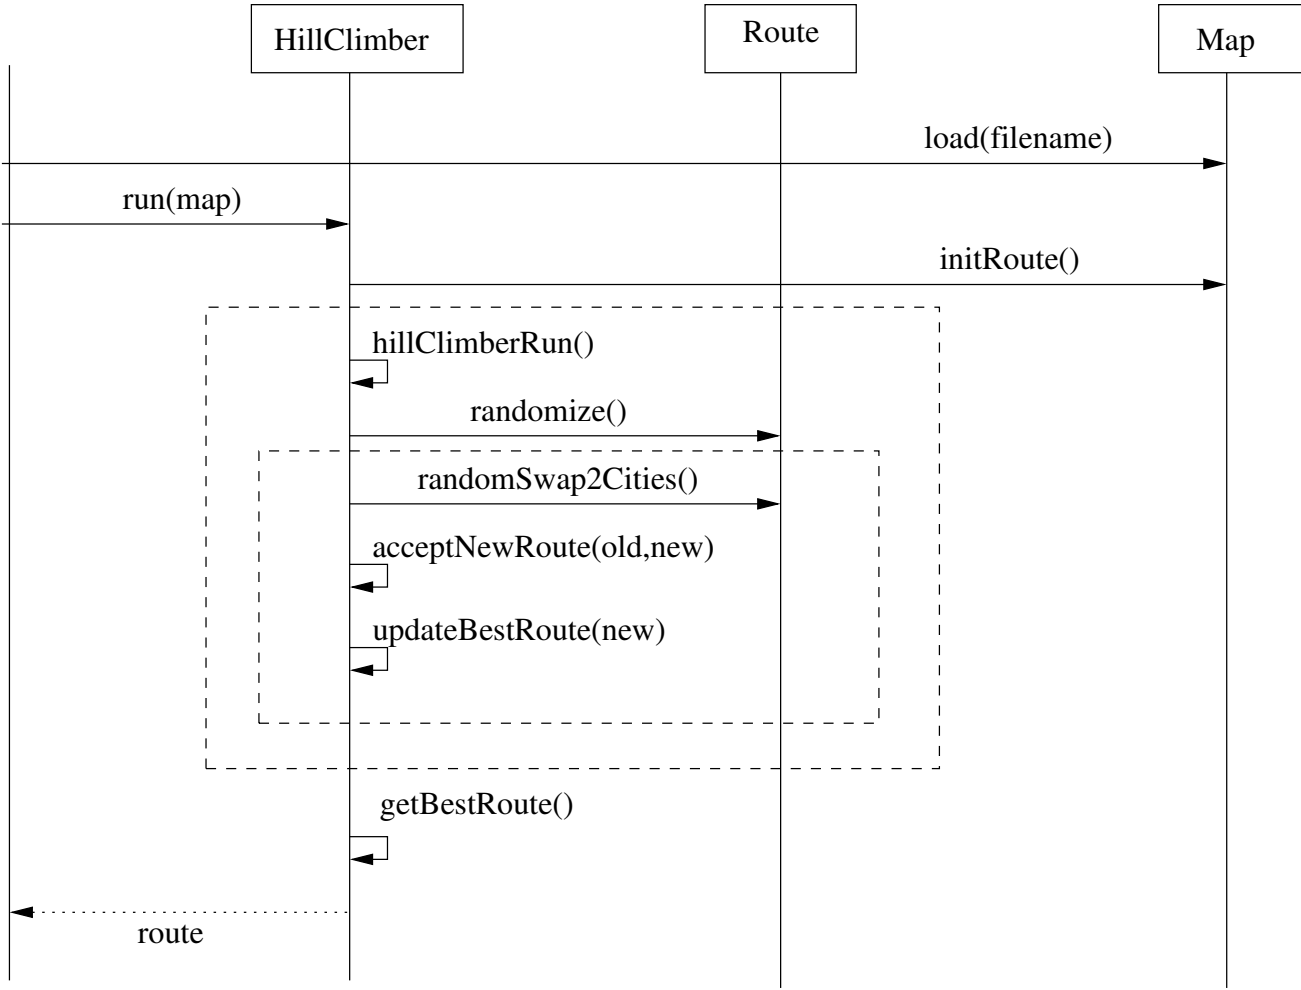 HillClimber
Route
Map
load(filename)
run(map)
initRoute()
hillClimberRun()
randomize()
randomSwap2Cities()
acceptNewRoute(old,new)
updateBestRoute(new)
getBestRoute()
route